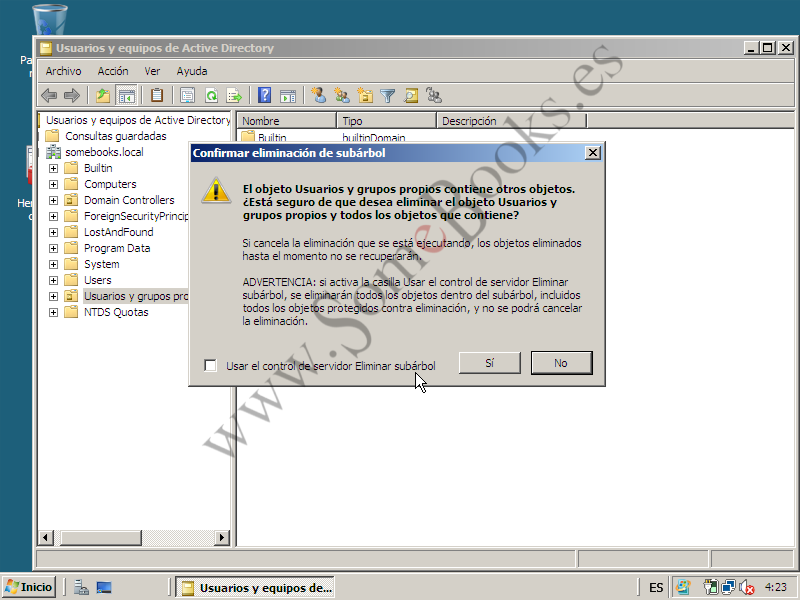 Usuarios y equipos de Active Directory
Archivo Acción Ver Ayuda
Usuarios y equipos de Active Directory
Nombre Tipo Descripción
Consultas guardadas
Builtin builtinDomain
somebooks.local
Builtin
Computers
Domain Controllers
ForeignSecurityPrincip
LostAndFound
Program Data
System
Users
Usuarios y grupos pro
NTDS Quotas
Confirmar eliminación de subárbol
El objeto Usuarios y grupos propios contiene otros objetos.
¿Está seguro de que desea eliminar el objeto Usuarios y
grupos propios y todos los objetos que contiene?
Si cancela la eliminación que se está ejecutando, los objetos eliminados
hasta el momento no se recuperarán.
ADVERTENCIA: si activa la casilla Usar el control de servidor Eliminar
subárbol, se eliminarán todos los objetos dentro del subárbol, incluidos
todos los objetos protegidos contra eliminación, y no se podrá cancelar
la eliminación.
Usar el control de servidor Eliminar subárbol
Sí No
www.SomeBooks.es
Inicio
Usuarios y equipos de...
ES
4:23